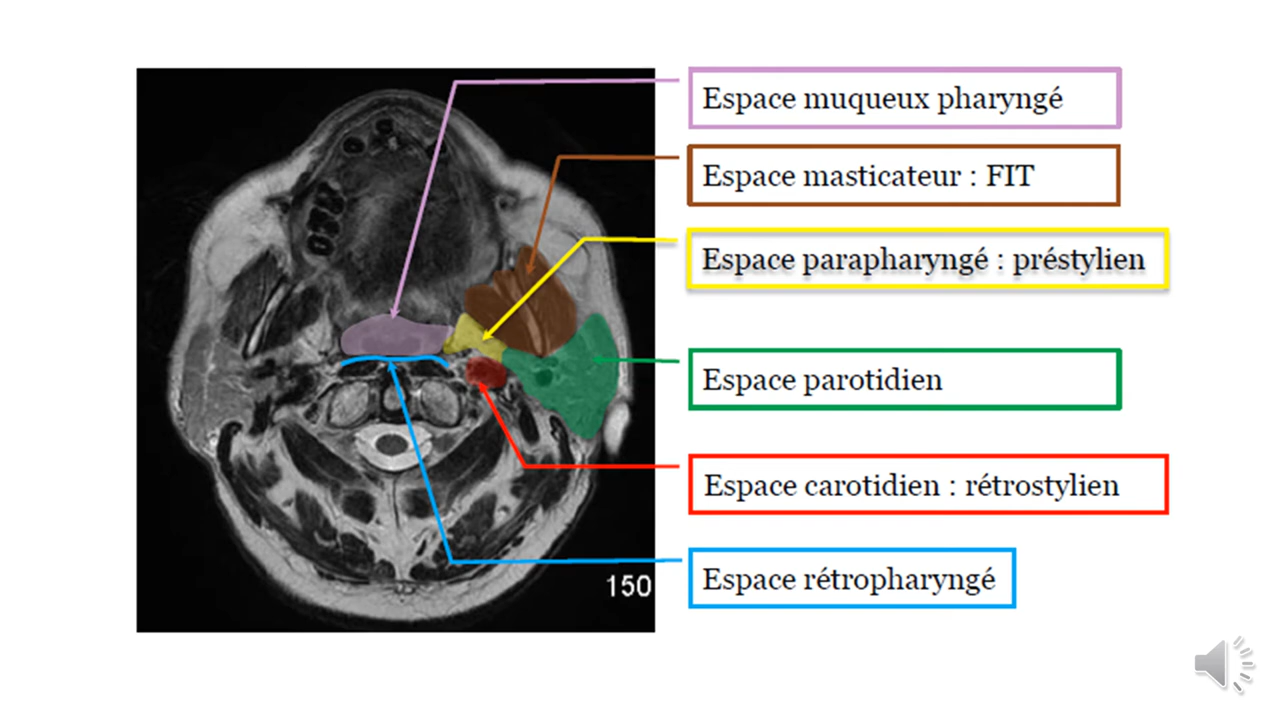 Espace muqueux pharyngé
Espace masticateur : FIT
Espace parapharyngé : préstylien
Espace parotidien
Espace carotidien : rétrostylien
Espace rétropharyngé
150